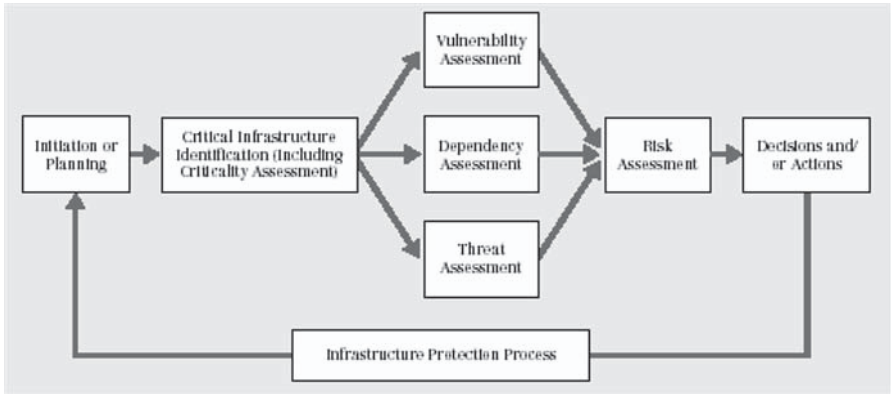 Vulnerability
Assessment
Initiation or
Planning
Critical Infrastructure
Identification (Including
Criticality Assessment)
Dependency
Assessment
Risk
Assessment
Decisions and/
or Actions
Threat
Assessment
Infrastructure Protection Process